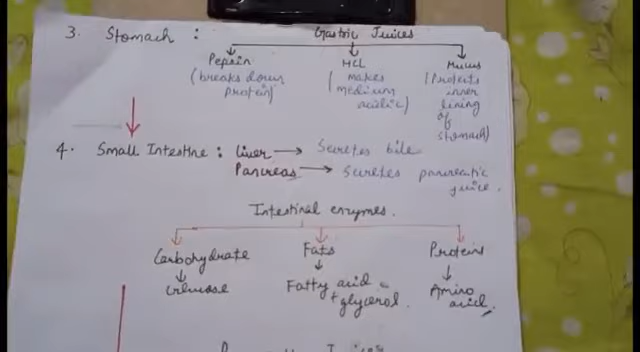 3. Stomach : Gastric Juices
Pepsin HCL Mucus
(breaks down (makes (Protects
protein) medium inner
acidic) lining
of
stomach)
4. Small Intestine : Liver → Secretes bile
Pancreas → Secretes pancreatic
juice.
Intestinal enzymes.
Carbohydrate Fats Proteins
Glucose Fatty acid Amino
+ glycerol. acid.